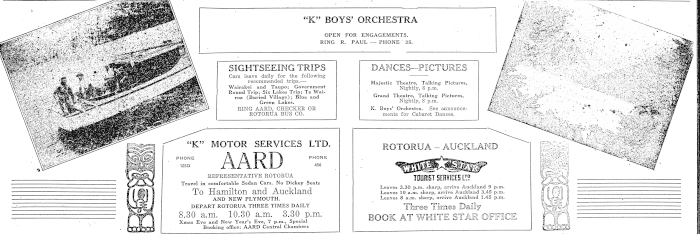 "K" BOYS' ORCHESTRA
OPEN FOR ENGAGEMENTS.
RING R. PAUL — PHONE 28.
SIGHTSEEING TRIPS
Cars leave daily for the following
recommended trips.—
Wairakei and Taupo; Government
Round Trip; Six Lakes Trip; To Wai-
roa (Buried Village); Blue and
Green Lakes.
RING AARD, CHECKER OR
ROTORUA BUS CO.
DANCES—PICTURES
Majestic Theatre, Talking Pictures,
Nightly, 8 p.m.
Grand Theatre, Talking Pictures,
Nightly, 8 p.m.
K. Boys' Orchestra. See announce-
ments for Cabaret Dances.
"K" MOTOR SERVICES LTD.
PHONE
AARD
PHONE
REPRESENTATIVE ROTORUA
Travel in comfortable Sedan Cars. No Dickey Seats
To Hamilton and Auckland
AND NEW PLYMOUTH.
DEPART ROTORUA THREE TIMES DAILY
8.30 a.m. 10.30 a.m. 3.30 p.m.
Xmas Eve and New Year's Eve, 7 p.m., Special
Booking office: AARD Central Chambers
ROTORUA – AUCKLAND
WHITE STAR
TOURIST SERVICES LTD
Leaves 3.30 p.m. sharp, arrive Auckland 9 p.m.
Leaves 10 a.m. sharp, arrive Auckland 3.45 p.m.
Leaves 8 a.m. sharp, arrive Auckland 1.45 p.m.
Three Times Daily
BOOK AT WHITE STAR OFFICE